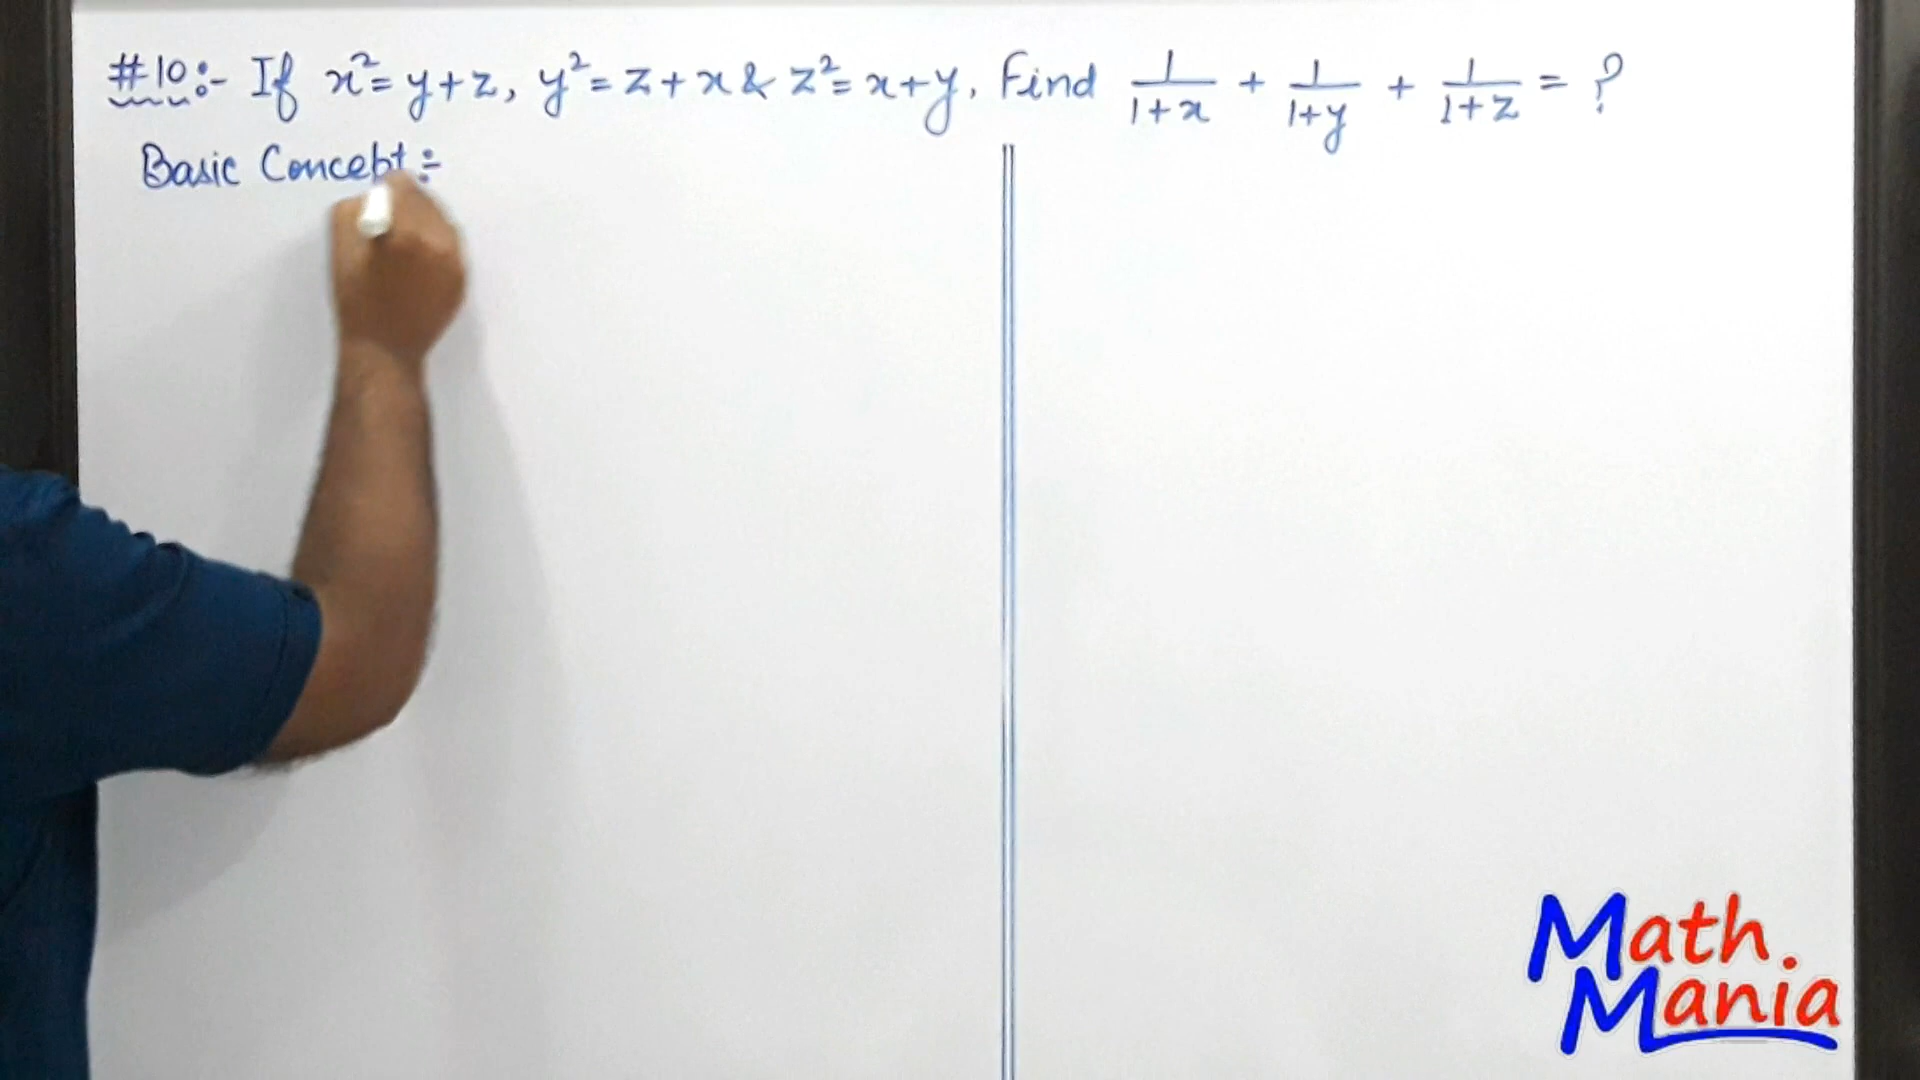 #10:- If x²=y+z, y²=z+x & z²=x+y. Find 1/(1+x) + 1/(1+y) + 1/(1+z) = ?
Basic Concept:-
Math
Mania